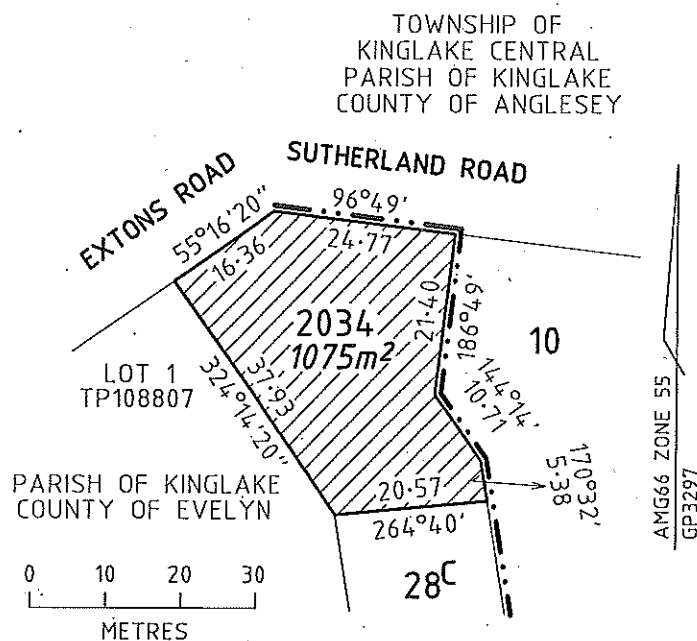 TOWNSHIP OF
KINGLAKE CENTRAL
PARISH OF KINGLAKE
COUNTY OF ANGLESEY
SUTHERLAND ROAD
EXTONS ROAD
96°49'
24·77
55°16'20"
16·36
21·40
186°49'
2034
1075m²
10
144°14'
10·71
LOT 1
TP108807
37·93
324°14'20"
170°32'
5·38
PARISH OF KINGLAKE
COUNTY OF EVELYN
20·57
264°40'
28ᶜ
AMG66 ZONE 55
GP3297
0 10 20 30
METRES